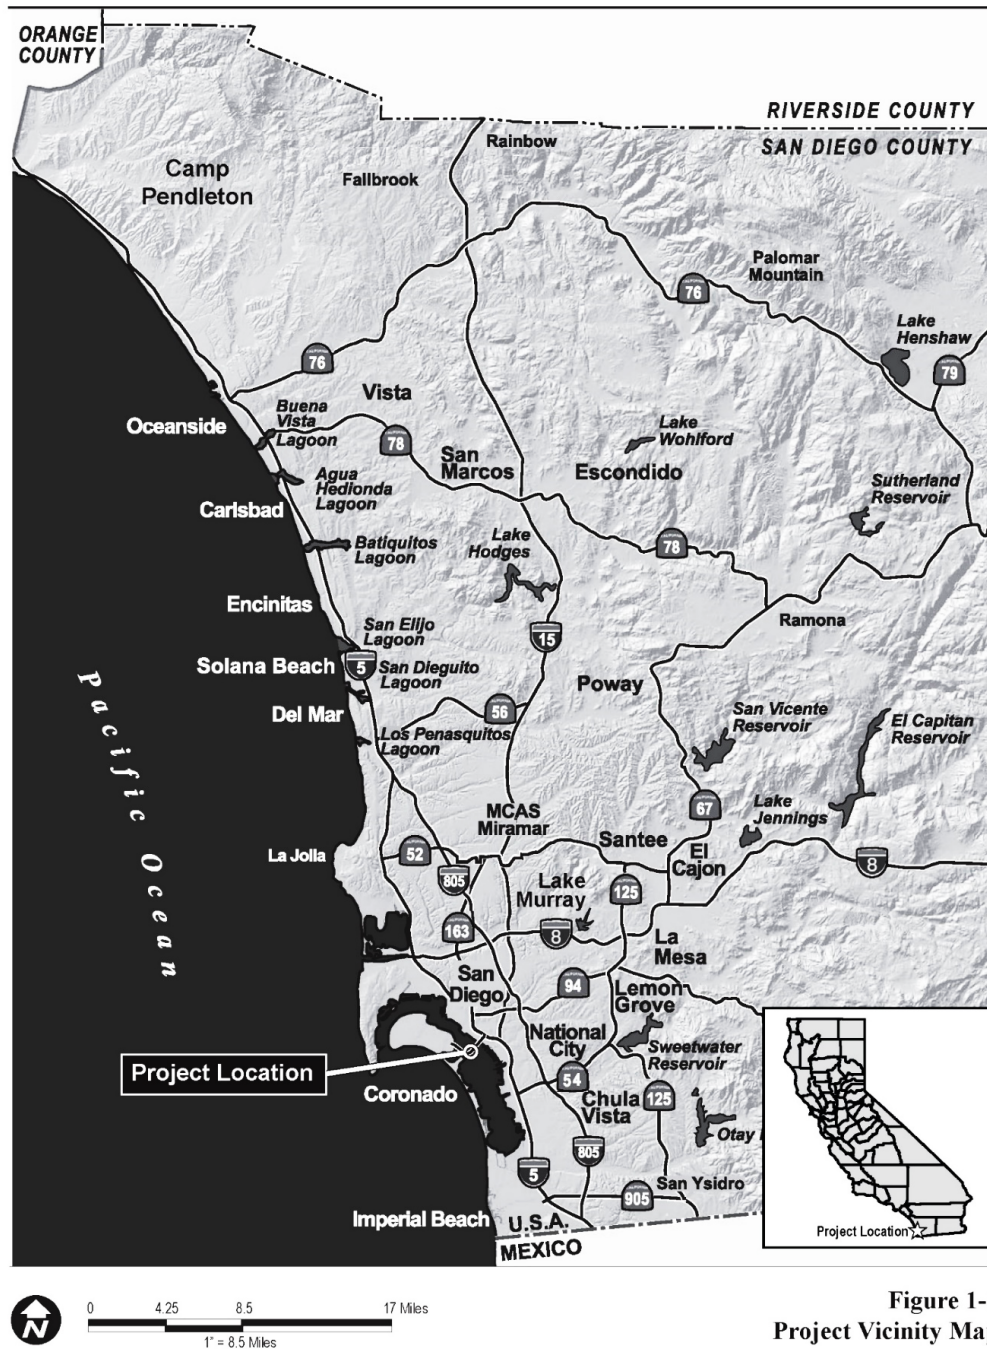 ORANGE
COUNTY
RIVERSIDE COUNTY
SAN DIEGO COUNTY
Rainbow
Camp
Pendleton
Fallbrook
Palomar
Mountain
76
Lake
Henshaw
79
76
Vista
Buena
Vista
Lagoon
Oceanside
78
San
Marcos
Lake
Wohlford
Escondido
Agua
Hedionda
Lagoon
Sutherland
Reservoir
Carlsbad
Batiquitos
Lagoon
Lake
Hodges
78
Encinitas
San Elijo
Lagoon
15
Ramona
Solana Beach
5
San Dieguito
Lagoon
Poway
Del Mar
56
San Vicente
Reservoir
El Capitan
Reservoir
Los Penasquitos
Lagoon
Pacific Ocean
MCAS
Miramar
67
Lake
Jennings
Santee
La Jolla
52
El
Cajon
8
805
Lake
Murray
125
163
8
La
Mesa
San
Diego
94
Lemon
Grove
National
City
Sweetwater
Reservoir
Project Location
Coronado
54
Chula
Vista
125
Otay
805
5
San Ysidro
905
Imperial Beach
U.S.A.
MEXICO
Project Location
N
0 4.25 8.5 17 Miles
1" = 8.5 Miles
Figure 1-
Project Vicinity Ma